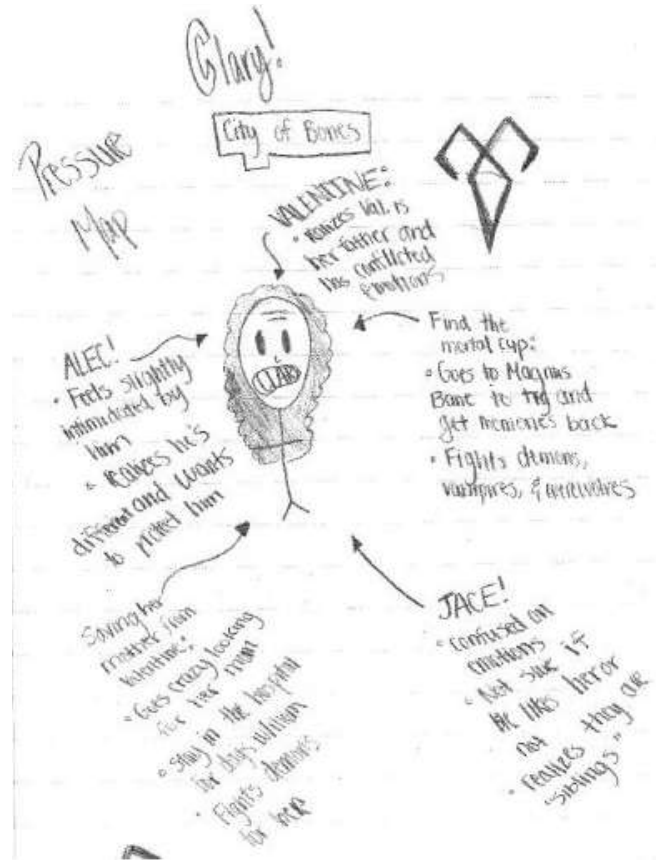 Clary!
City of Bones
Pressure
Map
VALENTINE:
• realizes Val. is
her father and
has conflicted
emotions
ALEC!
• Feels slightly
intimidated by
him
• realizes he's
different and wants
to protect him
CLARY
Find the
mortal cup:
• Goes to Magnus
Bane to try and
get memories back
• Fights demons,
vampires, & werewolves
Saving her
mother from
Valentine:
• Goes crazy looking
for her mom
• stay in the hospital
for days w/
• Fights demons
for her
JACE!
• confused on
emotions
• Not sure if
he likes her or
not
• realizes they are
"siblings"